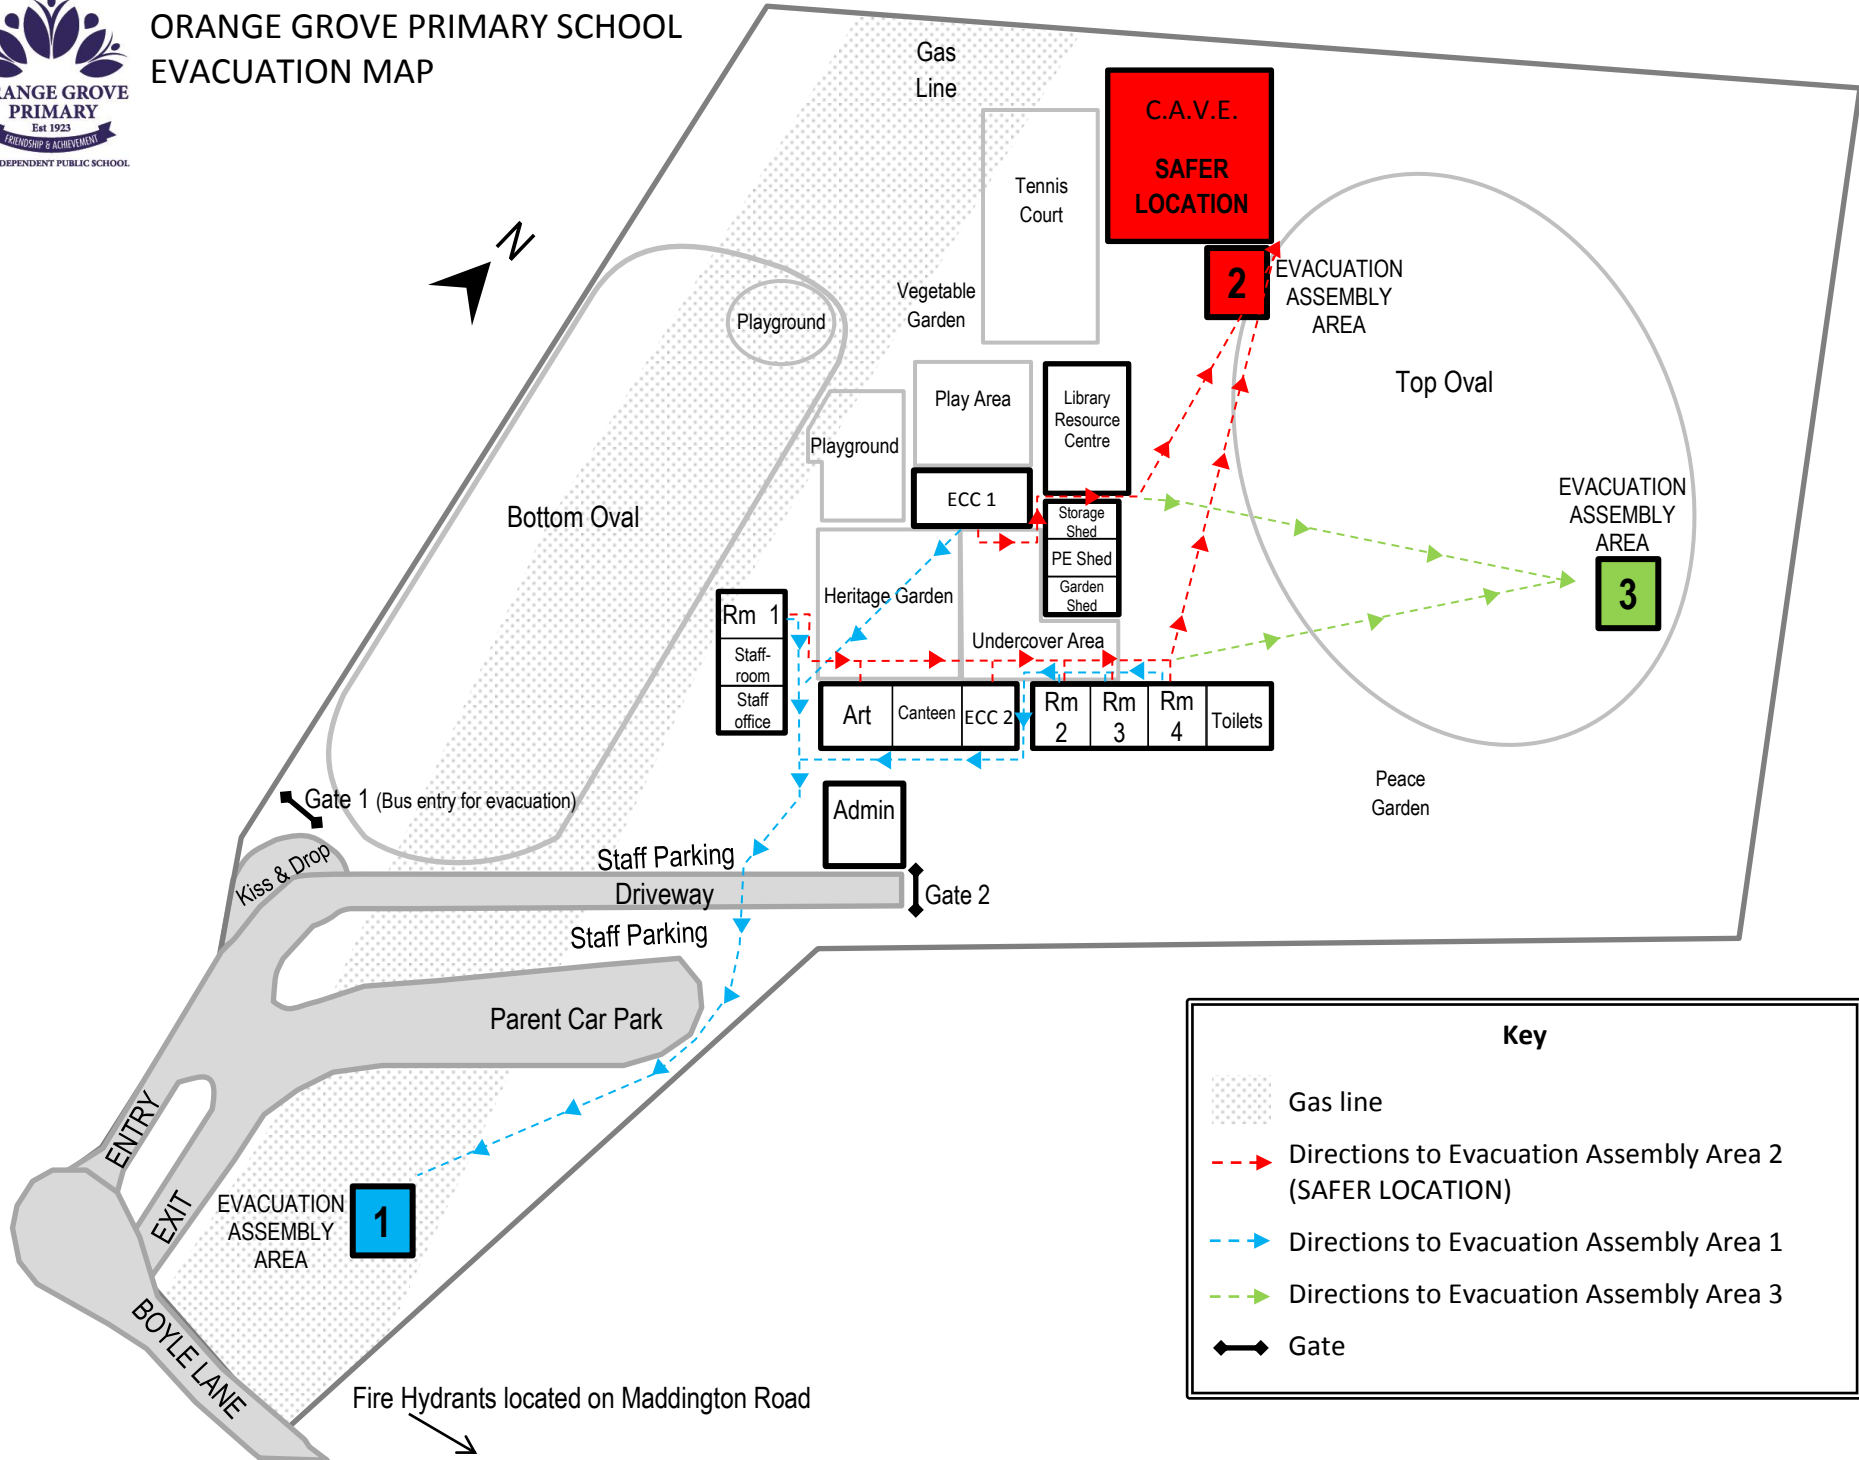 ORANGE GROVE PRIMARY SCHOOL
EVACUATION MAP
RANGE GROVE
PRIMARY
Est 1923
FRIENDSHIP & ACHIEVEMENT
DEPENDENT PUBLIC SCHOOL
Gas
Line
C.A.V.E.
SAFER
LOCATION
Tennis
Court
N
2
EVACUATION
ASSEMBLY
AREA
Vegetable
Garden
Playground
Top Oval
Play Area
Library
Resource
Centre
Playground
ECC 1
Bottom Oval
Storage
Shed
PE Shed
Garden
Shed
EVACUATION
ASSEMBLY
AREA
3
Heritage Garden
Rm 1
Staff-
room
Staff
office
Undercover Area
Art
Canteen
ECC 2
Rm
2
Rm
3
Rm
4
Toilets
Peace
Garden
Gate 1 (Bus entry for evacuation)
Admin
Kiss & Drop
Staff Parking
Driveway
Gate 2
Staff Parking
Parent Car Park
ENTRY
EXIT
EVACUATION
ASSEMBLY
AREA
1
BOYLE LANE
Fire Hydrants located on Maddington Road
Key
Gas line
Directions to Evacuation Assembly Area 2
(SAFER LOCATION)
Directions to Evacuation Assembly Area 1
Directions to Evacuation Assembly Area 3
Gate